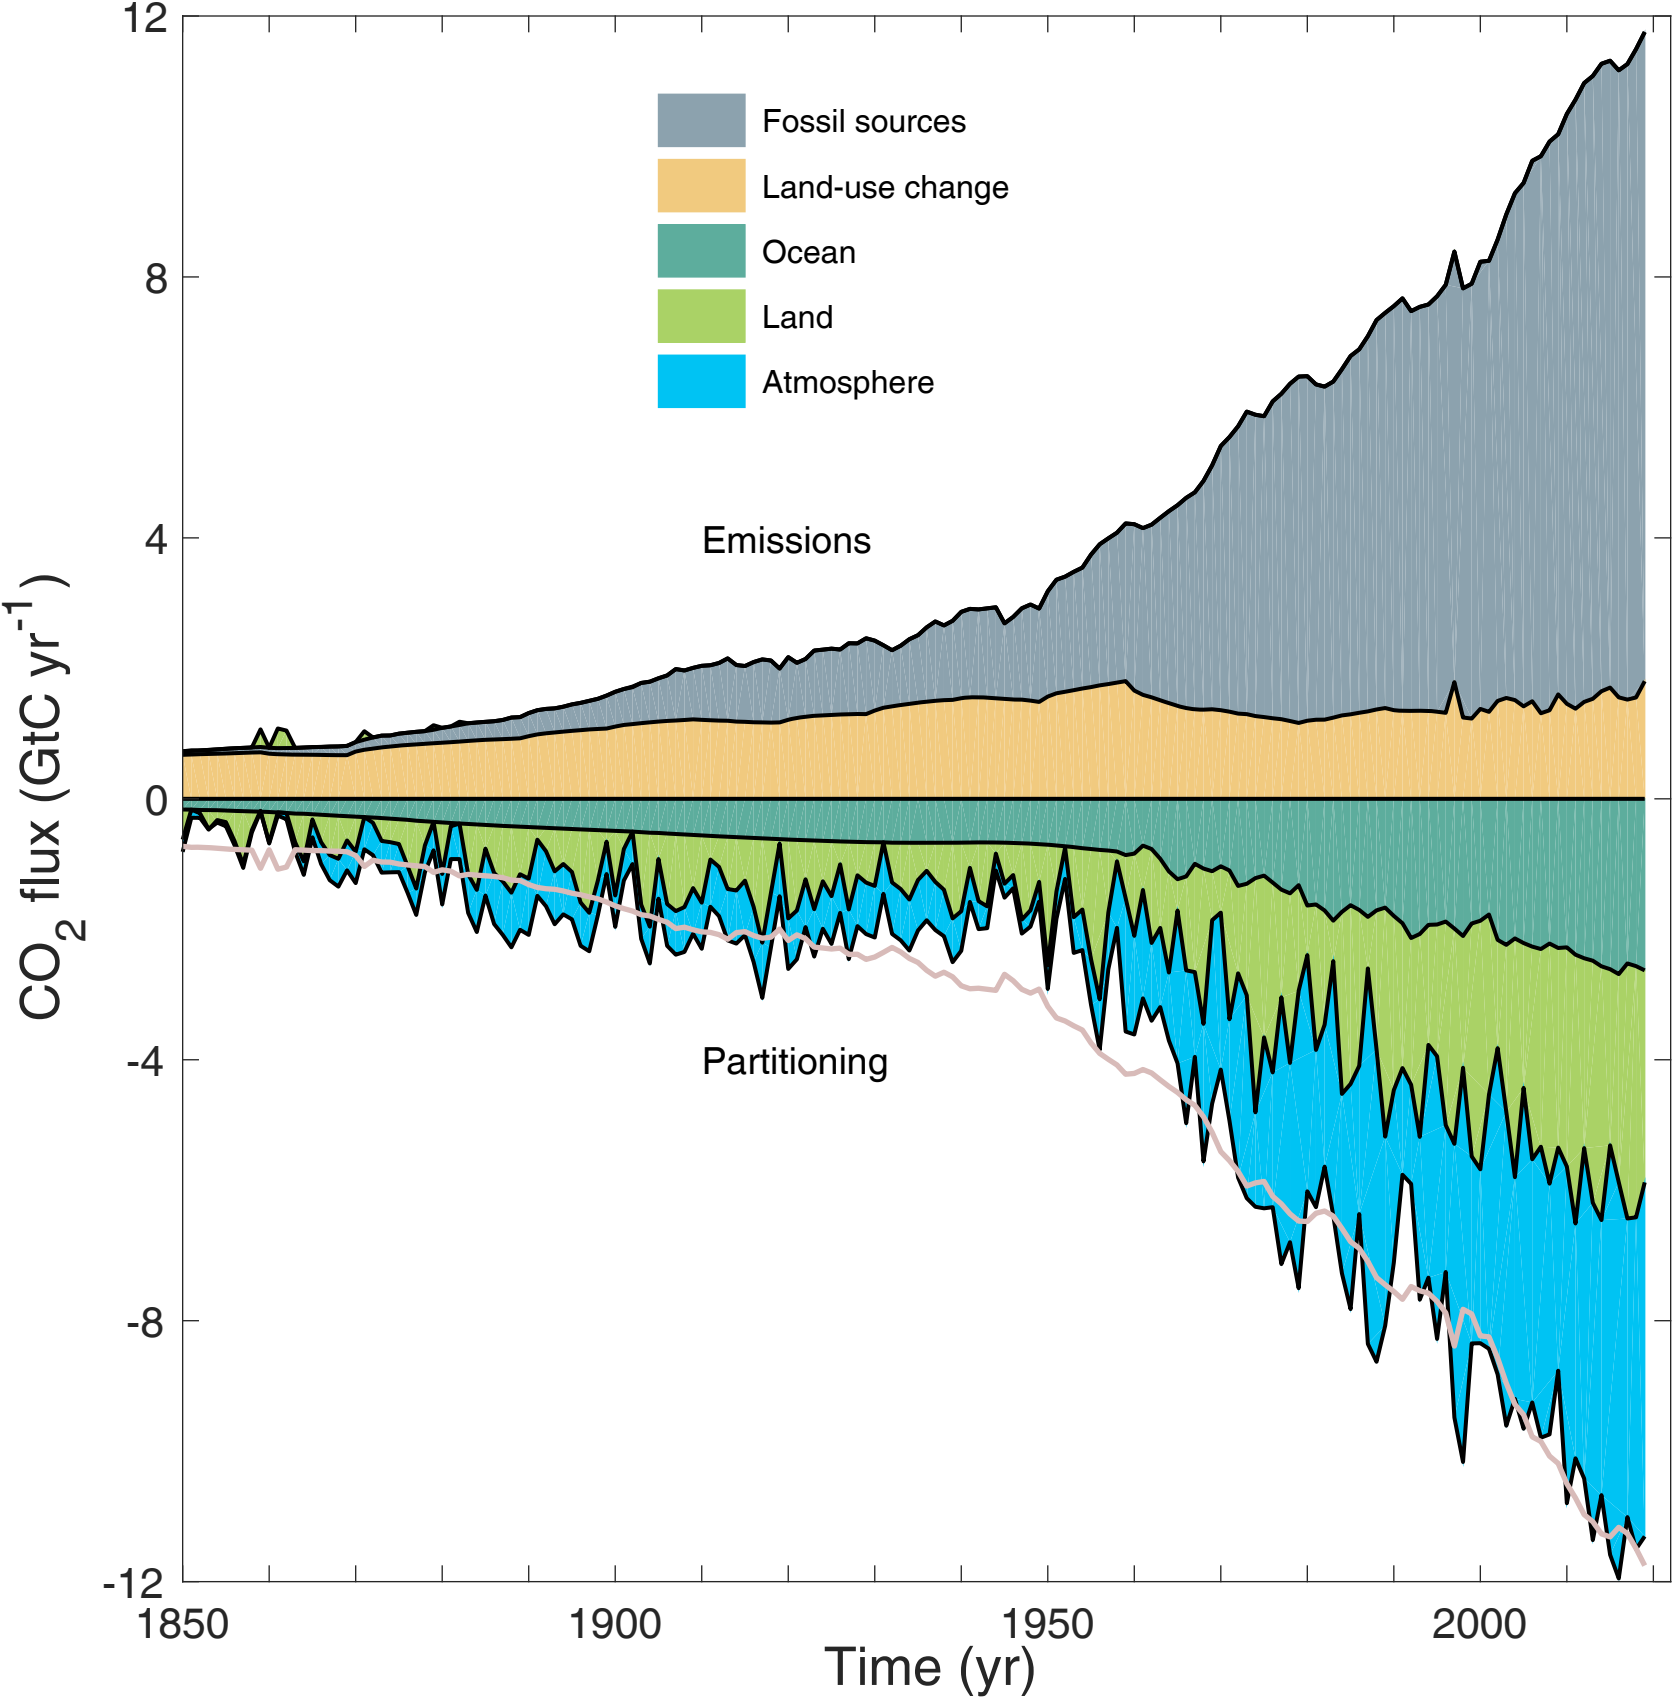 12
8
4
0
-4
-8
-12
CO2 flux (GtC yr-1)
Fossil sources
Land-use change
Ocean
Land
Atmosphere
Emissions
Partitioning
1850 1900 1950 2000
Time (yr)